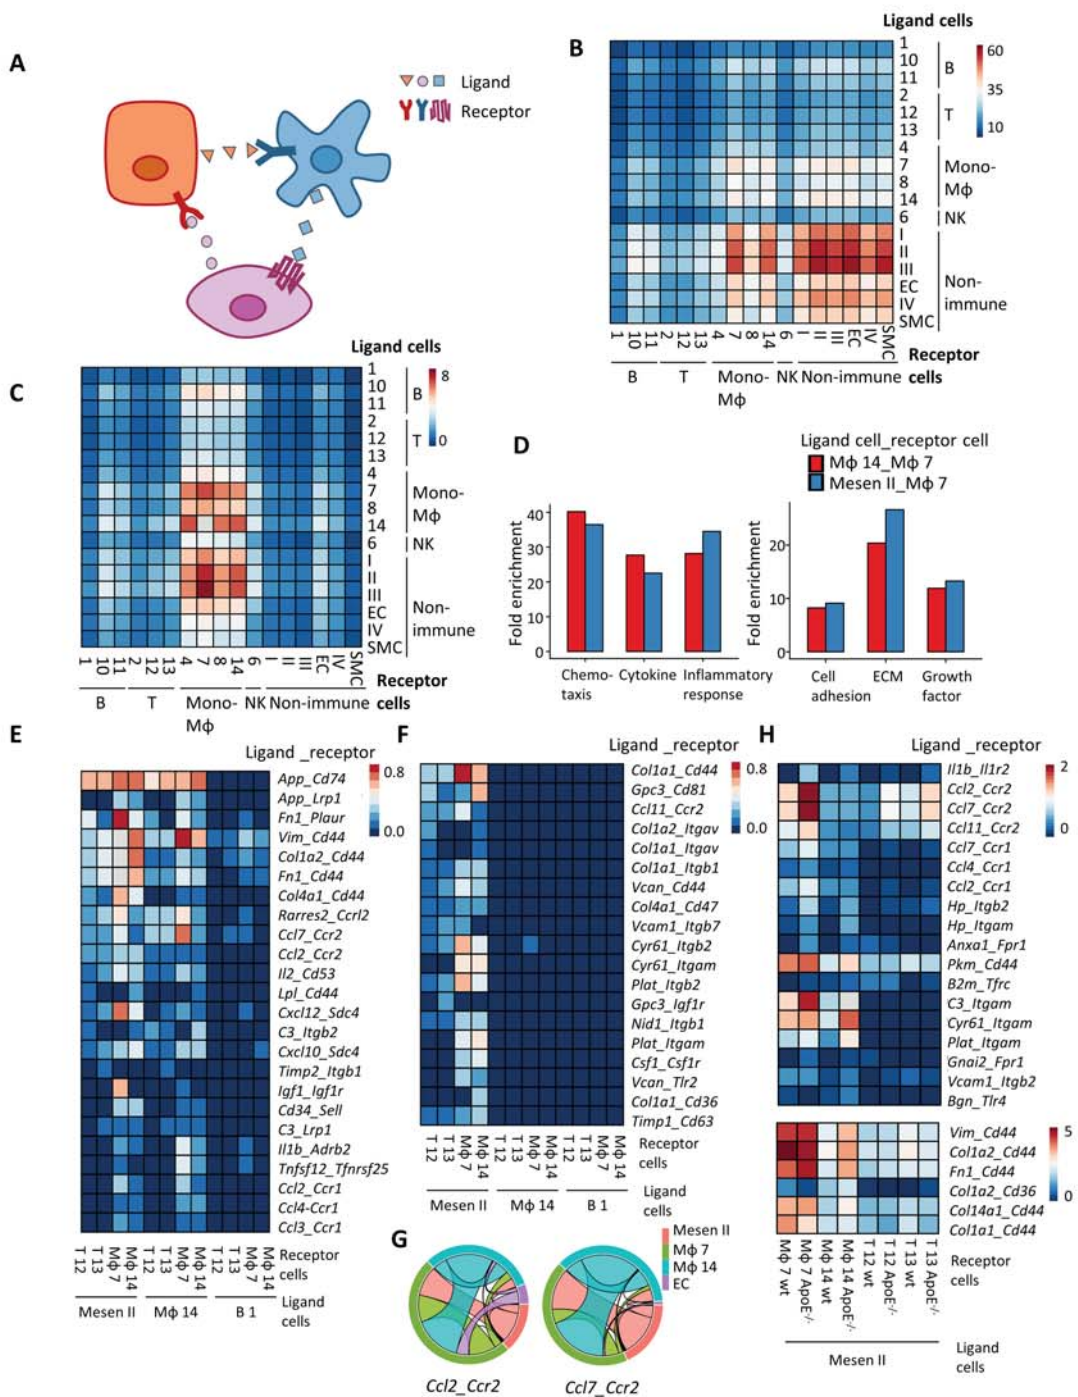 A
Ligand
Receptor
B
Ligand cells
1
10
11
2
12
13
4
7
8
14
6
I
II
III
EC
IV
SMC
B
T
Mono-
Mφ
NK
Non-
immune
60
35
10
1 10 11 2 12 13 4 7 8 14 6 I II III EC IV SMC
B T Mono-Mφ NK Non-immune
Receptor
cells
C
Ligand cells
1
10
11
2
12
13
4
7
8
14
6
I
II
III
EC
IV
SMC
B
T
Mono-
Mφ
NK
Non-
immune
8
0
1 10 11 2 12 13 4 7 8 14 6 I II III EC IV SMC
B T Mono-Mφ NK Non-immune
Receptor
cells
D
Ligand cell_receptor cell
Mφ 14_Mφ 7
Mesen II_Mφ 7
Fold enrichment
40
30
20
10
0
Chemo-
taxis
Cytokine
Inflammatory
response
Fold enrichment
20
10
0
Cell
adhesion
ECM
Growth
factor
E
Ligand _receptor
App_Cd74
App_Lrp1
Fn1_Plaur
Vim_Cd44
Col1a2_Cd44
Fn1_Cd44
Col4a1_Cd44
Rarres2_Ccrl2
Ccl7_Ccr2
Ccl2_Ccr2
Il2_Cd53
Lpl_Cd44
Cxcl12_Sdc4
C3_Itgb2
Cxcl10_Sdc4
Timp2_Itgb1
Igf1_Igf1r
Cd34_Sell
C3_Lrp1
Il1b_Adrb2
Tnfsf12_Tfnrsf25
Ccl2_Ccr1
Ccl4-Ccr1
Ccl3_Ccr1
0.8
0.0
T 12 T 13 Mφ 7 Mφ 14 T 12 T 13 Mφ 7 Mφ 14 T 12 T 13 Mφ 7 Mφ 14
Receptor
cells
Mesen II Mφ 14 B 1
Ligand
cells
F
Ligand _receptor
Col1a1_Cd44
Gpc3_Cd81
Ccl11_Ccr2
Col1a2_Itgav
Col1a1_Itgav
Col1a1_Itgb1
Vcan_Cd44
Col4a1_Cd47
Vcam1_Itgb7
Cyr61_Itgb2
Cyr61_Itgam
Plat_Itgb2
Gpc3_Igf1r
Nid1_Itgb1
Plat_Itgam
Csf1_Csf1r
Vcan_Tlr2
Col1a1_Cd36
Timp1_Cd63
0.8
0.0
T 12 T 13 Mφ 7 Mφ 14 T 12 T 13 Mφ 7 Mφ 14 T 12 T 13 Mφ 7 Mφ 14
Receptor
cells
Mesen II Mφ 14 B 1
Ligand
cells
G
Mesen II
Mφ 7
Mφ 14
EC
Ccl2_Ccr2
Ccl7_Ccr2
H
Ligand _receptor
Il1b_Il1r2
Ccl2_Ccr2
Ccl7_Ccr2
Ccl11_Ccr2
Ccl7_Ccr1
Ccl4_Ccr1
Ccl2_Ccr1
Hp_Itgb2
Hp_Itgam
Anxa1_Fpr1
Pkm_Cd44
B2m_Tfrc
C3_Itgam
Cyr61_Itgam
Plat_Itgam
Gnai2_Fpr1
Vcam1_Itgb2
Bgn_Tlr4
2
0
Vim_Cd44
Col1a2_Cd44
Fn1_Cd44
Col1a2_Cd36
Col14a1_Cd44
Col1a1_Cd44
5
0
Mφ 7 wt
Mφ 7 ApoE-/-
Mφ 14 wt
Mφ 14 ApoE-/-
T 12 wt
T 12 ApoE-/-
T 13 wt
T 13 ApoE-/-
Receptor
cells
Mesen II
Ligand
cells